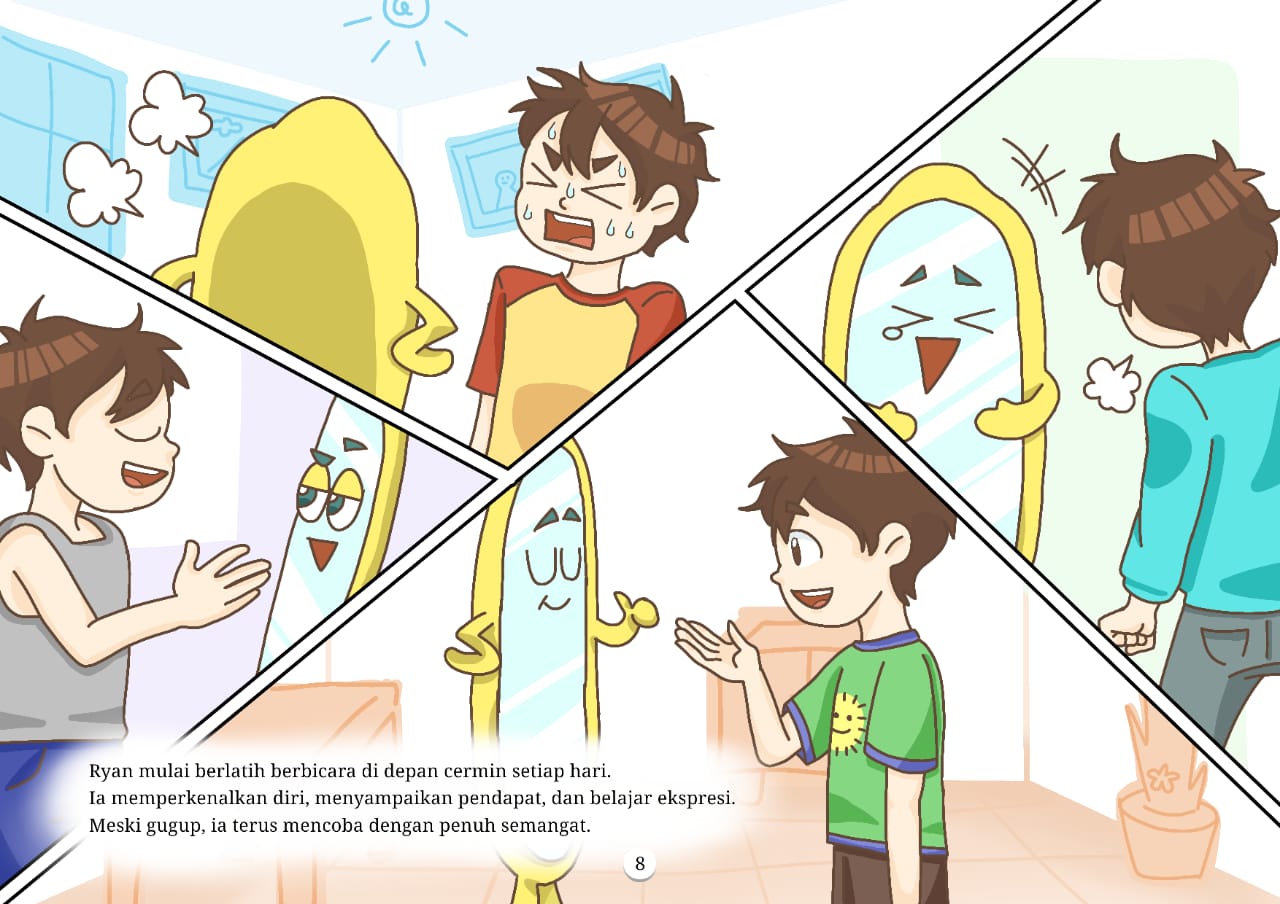 Ryan mulai berlatih berbicara di depan cermin setiap hari.
Ia memperkenalkan diri, menyampaikan pendapat, dan belajar ekspresi.
Meski gugup, ia terus mencoba dengan penuh semangat.
8